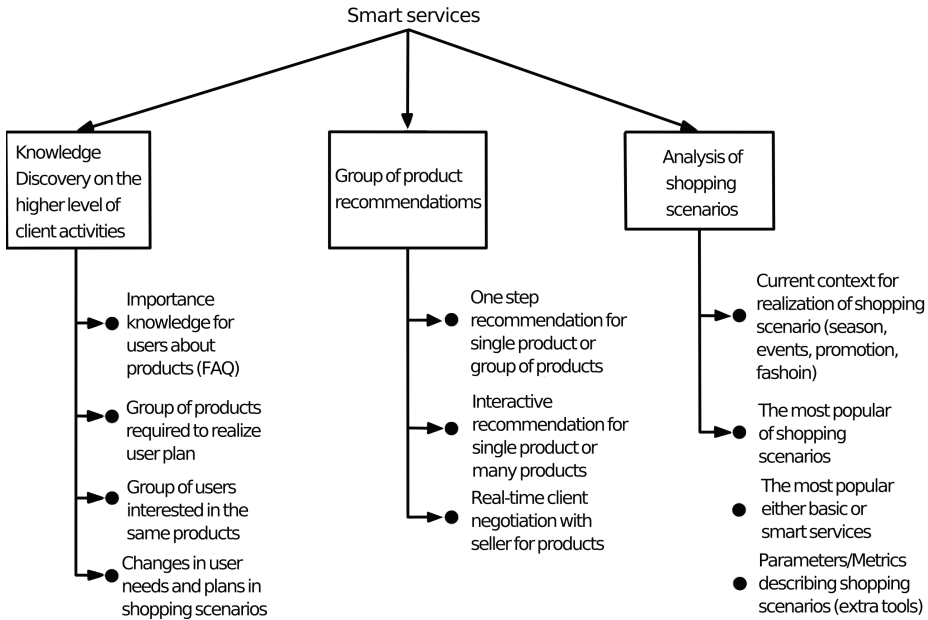 Smart services
Knowledge
Discovery on the
higher level of
client activities
Importance
knowledge for
users about
products (FAQ)
Group of products
required to realize
user plan
Group of users
interested in the
same products
Changes in user
needs and plans in
shopping scenarios
Group of product
recommendatioms
One step
recommendation for
single product or
group of products
Interactive
recommendation for
single product or
many products
Real-time client
negotiation with
seller for products
Analysis of
shopping
scenarios
Current context for
realization of shopping
scenario (season,
events, promotion,
fashoin)
The most popular
of shopping
scenarios
The most popular
either basic or
smart services
Parameters/Metrics
describing shopping
scenarios (extra tools)